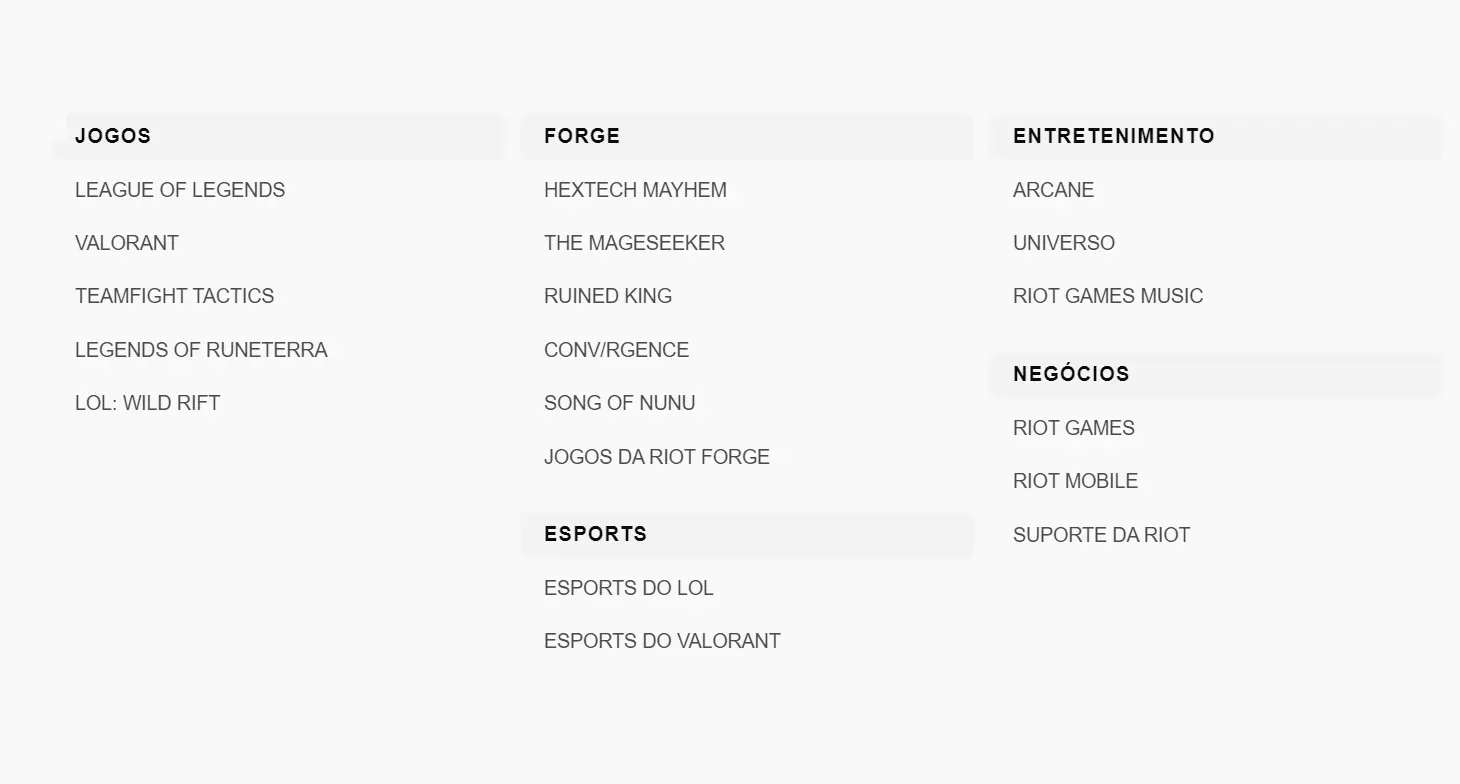 JOGOS
LEAGUE OF LEGENDS
VALORANT
TEAMFIGHT TACTICS
LEGENDS OF RUNETERRA
LOL: WILD RIFT
FORGE
HEXTECH MAYHEM
THE MAGESEEKER
RUINED KING
CONV/RGENCE
SONG OF NUNU
JOGOS DA RIOT FORGE
ESPORTS
ESPORTS DO LOL
ESPORTS DO VALORANT
ENTRETENIMENTO
ARCANE
UNIVERSO
RIOT GAMES MUSIC
NEGÓCIOS
RIOT GAMES
RIOT MOBILE
SUPORTE DA RIOT